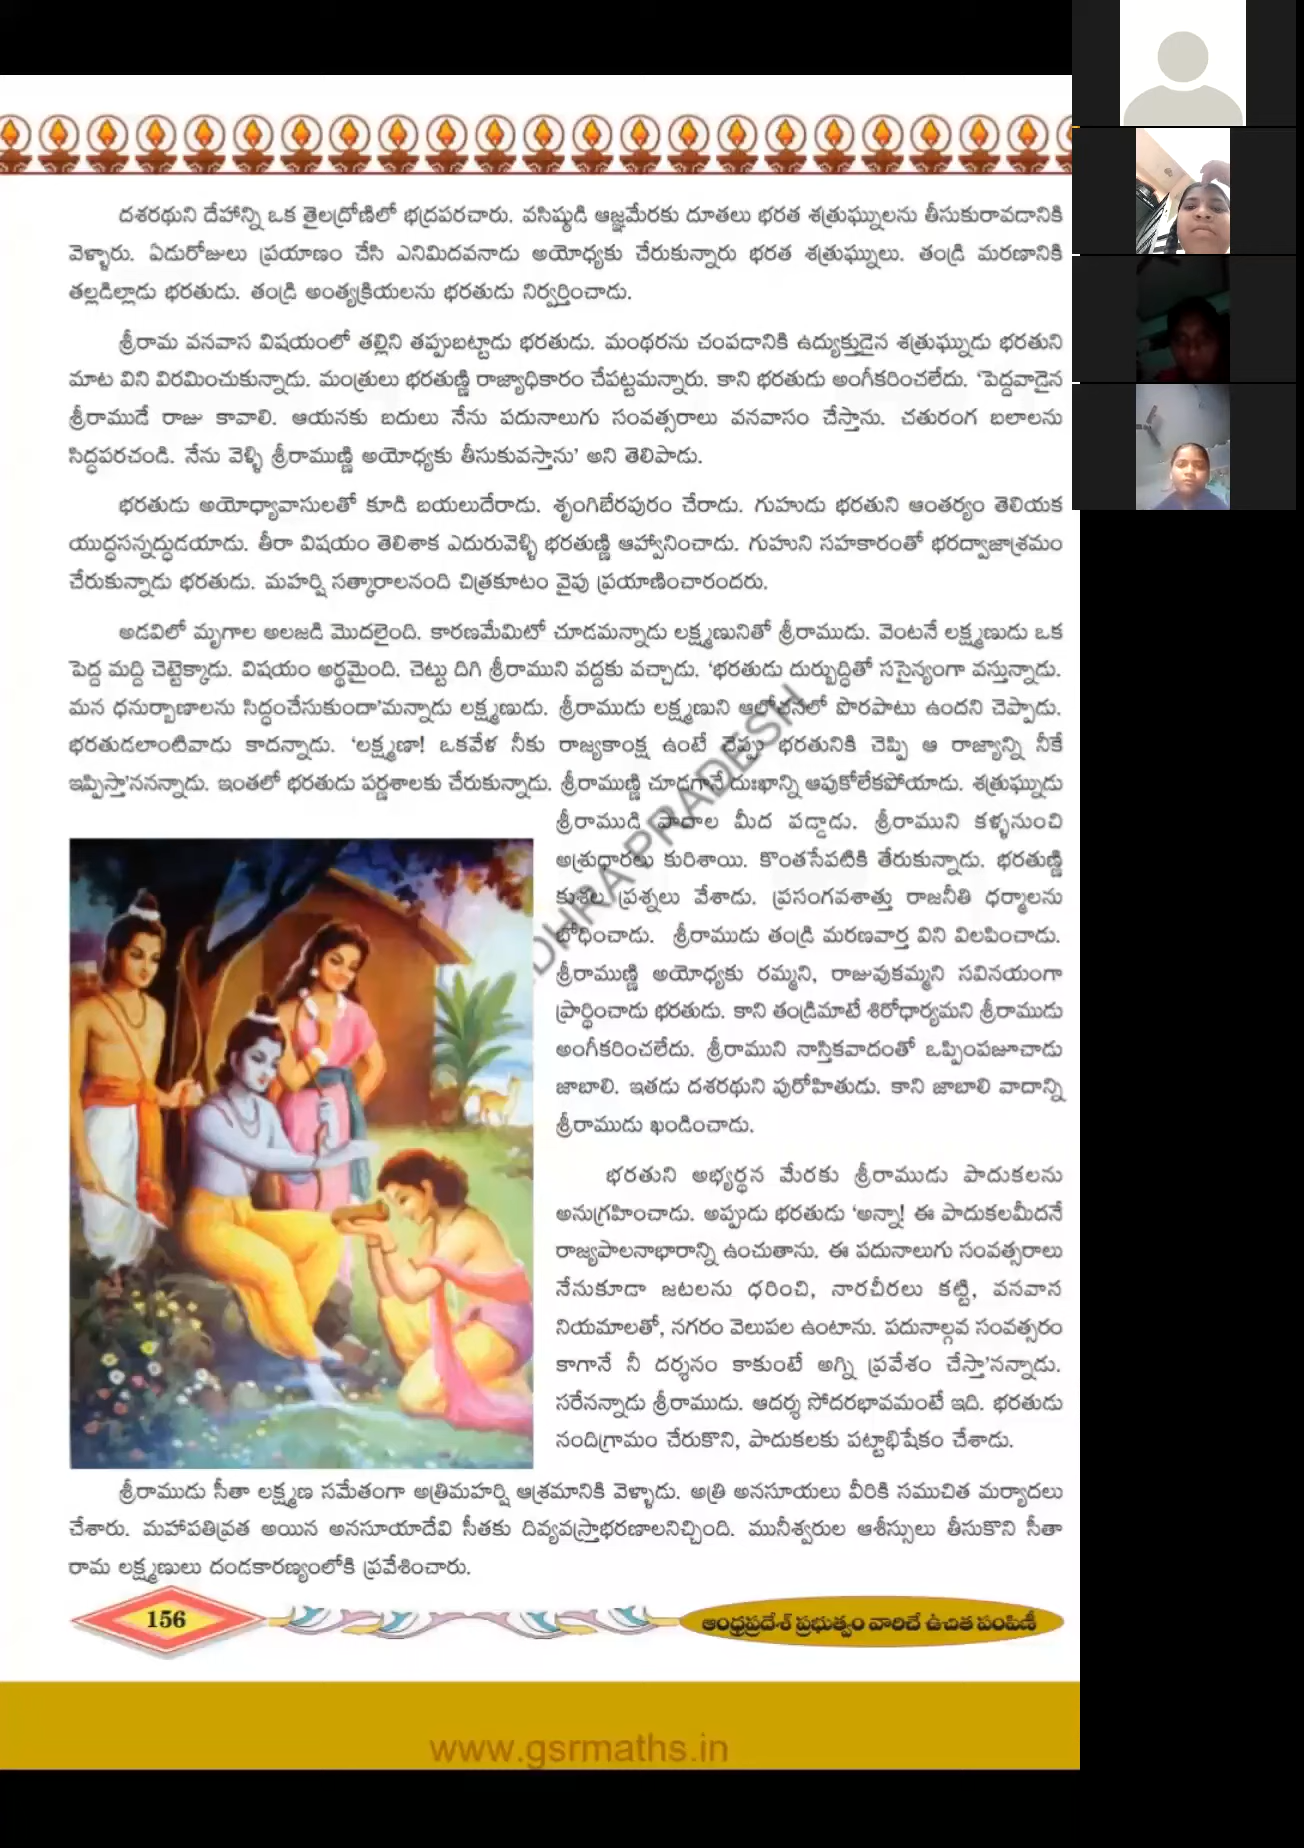 దశరథుని దేహాన్ని ఒక తైలద్రోణిలో భద్రపరచారు. వసిష్ఠుడి ఆజ్ఞమేరకు దూతలు భరత శత్రుఘ్నులను తీసుకురావడానికి
వెళ్ళారు. ఏడురోజులు ప్రయాణం చేసి ఎనిమిదవనాడు అయోధ్యకు చేరుకున్నారు భరత శత్రుఘ్నులు. తండ్రి మరణానికి
తల్లడిల్లాడు భరతుడు. తండ్రి అంత్యక్రియలను భరతుడు నిర్వర్తించాడు.
శ్రీరామ వనవాస విషయంలో తల్లిని తప్పుబట్టాడు భరతుడు. మంథరను చంపడానికి ఉద్యుక్తుడైన శత్రుఘ్నుడు భరతుని
మాట విని విరమించుకున్నాడు. మంత్రులు భరతుణ్ణి రాజ్యాధికారం చేపట్టమన్నారు. కాని భరతుడు అంగీకరించలేదు. ‘పెద్దవాడైన
శ్రీరాముడే రాజు కావాలి. ఆయనకు బదులు నేను పదునాలుగు సంవత్సరాలు వనవాసం చేస్తాను. చతురంగ బలాలను
సిద్ధపరచండి. నేను వెళ్ళి శ్రీరాముణ్ణి అయోధ్యకు తీసుకువస్తాను’ అని తెలిపాడు.
భరతుడు అయోధ్యావాసులతో కూడి బయలుదేరాడు. శృంగిబేరపురం చేరాడు. గుహుడు భరతుని ఆంతర్యం తెలియక
యుద్ధసన్నద్ధుడయాడు. తీరా విషయం తెలిశాక ఎదురువెళ్ళి భరతుణ్ణి ఆహ్వానించాడు. గుహుని సహకారంతో భరద్వాజాశ్రమం
చేరుకున్నాడు భరతుడు. మహర్షి సత్కారాలనంది చిత్రకూటం వైపు ప్రయాణించారందరు.
అడవిలో మృగాల అలజడి మొదలైంది. కారణమేమిటో చూడమన్నాడు లక్ష్మణునితో శ్రీరాముడు. వెంటనే లక్ష్మణుడు ఒక
పెద్ద మద్ది చెట్టెక్కాడు. విషయం అర్థమైంది. చెట్టు దిగి శ్రీరాముని వద్దకు వచ్చాడు. ‘భరతుడు దుర్బుద్ధితో ససైన్యంగా వస్తున్నాడు.
మన ధనుర్బాణాలను సిద్ధంచేసుకుందా’మన్నాడు లక్ష్మణుడు. శ్రీరాముడు లక్ష్మణుని ఆలోచనలో పొరపాటు ఉందని చెప్పాడు.
భరతుడలాంటివాడు కాదన్నాడు. ‘లక్ష్మణా! ఒకవేళ నీకు రాజ్యకాంక్ష ఉంటే చెప్పు భరతునికి చెప్పి ఆ రాజ్యాన్ని నీకే
ఇప్పిస్తా’ననన్నాడు. ఇంతలో భరతుడు పర్ణశాలకు చేరుకున్నాడు. శ్రీరాముణ్ణి చూడగానే దుఃఖాన్ని ఆపుకోలేకపోయాడు. శత్రుఘ్నుడు
శ్రీరాముడి పాదాల మీద పడ్డాడు. శ్రీరాముని కళ్ళనుంచి
అశ్రుధారలు కురిశాయి. కొంతసేపటికి తేరుకున్నాడు. భరతుణ్ణి
కుశల ప్రశ్నలు వేశాడు. ప్రసంగవశాత్తు రాజనీతి ధర్మాలను
బోధించాడు. శ్రీరాముడు తండ్రి మరణవార్త విని విలపించాడు.
శ్రీరాముణ్ణి అయోధ్యకు రమ్మని, రాజువుకమ్మని సవినయంగా
ప్రార్థించాడు భరతుడు. కాని తండ్రిమాటే శిరోధార్యమని శ్రీరాముడు
అంగీకరించలేదు. శ్రీరాముని నాస్తికవాదంతో ఒప్పింపజూచాడు
జాబాలి. ఇతడు దశరథుని పురోహితుడు. కాని జాబాలి వాదాన్ని
శ్రీరాముడు ఖండించాడు.
భరతుని అభ్యర్థన మేరకు శ్రీరాముడు పాదుకలను
అనుగ్రహించాడు. అప్పుడు భరతుడు ‘అన్నా! ఈ పాదుకలమీదనే
రాజ్యపాలనాభారాన్ని ఉంచుతాను. ఈ పదునాలుగు సంవత్సరాలు
నేనుకూడా జటలను ధరించి, నారచీరలు కట్టి, వనవాస
నియమాలతో, నగరం వెలుపల ఉంటాను. పదునాల్గవ సంవత్సరం
కాగానే నీ దర్శనం కాకుంటే అగ్ని ప్రవేశం చేస్తా’నన్నాడు.
సరేనన్నాడు శ్రీరాముడు. ఆదర్శ సోదరభావమంటే ఇది. భరతుడు
నందిగ్రామం చేరుకొని, పాదుకలకు పట్టాభిషేకం చేశాడు.
శ్రీరాముడు సీతా లక్ష్మణ సమేతంగా అత్రిమహర్షి ఆశ్రమానికి వెళ్ళాడు. అత్రి అనసూయలు వీరికి సముచిత మర్యాదలు
చేశారు. మహాపతివ్రత అయిన అనసూయాదేవి సీతకు దివ్యవస్త్రాభరణాలనిచ్చింది. మునీశ్వరుల ఆశీస్సులు తీసుకొని సీతా
రామ లక్ష్మణులు దండకారణ్యంలోకి ప్రవేశించారు.
156
ఆంధ్రప్రదేశ్ ప్రభుత్వం వారిచే ఉచిత పంపిణీ
www.gsrmaths.in